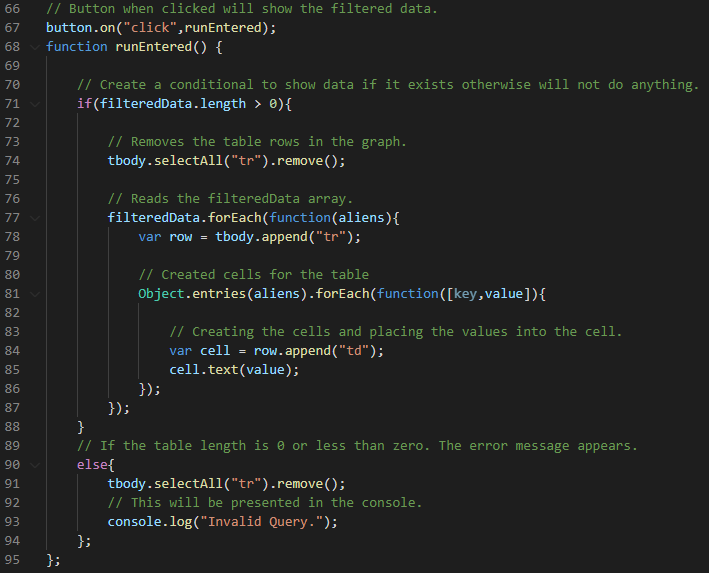 66 // Button when clicked will show the filtered data.
67 button.on("click",runEntered);
68 function runEntered() {
69
70 // Create a conditional to show data if it exists otherwise will not do anything.
71 if(filteredData.length > 0){
72
73 // Removes the table rows in the graph.
74 tbody.selectAll("tr").remove();
75
76 // Reads the filteredData array.
77 filteredData.forEach(function(aliens){
78 var row = tbody.append("tr");
79
80 // Created cells for the table
81 Object.entries(aliens).forEach(function([key,value]){
82
83 // Creating the cells and placing the values into the cell.
84 var cell = row.append("td");
85 cell.text(value);
86 });
87 });
88 }
89 // If the table length is 0 or less than zero. The error message appears.
90 else{
91 tbody.selectAll("tr").remove();
92 // This will be presented in the console.
93 console.log("Invalid Query.");
94 };
95 };